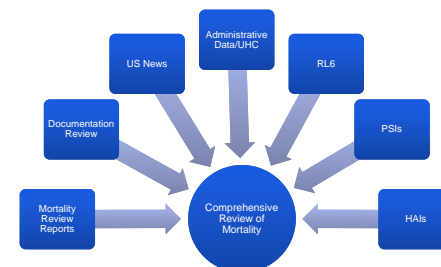 Administrative
Data/UHC
US News
RL6
Documentation
Review
PSIs
Mortality
Review
Reports
Comprehensive
Review of
Mortality
HAIs